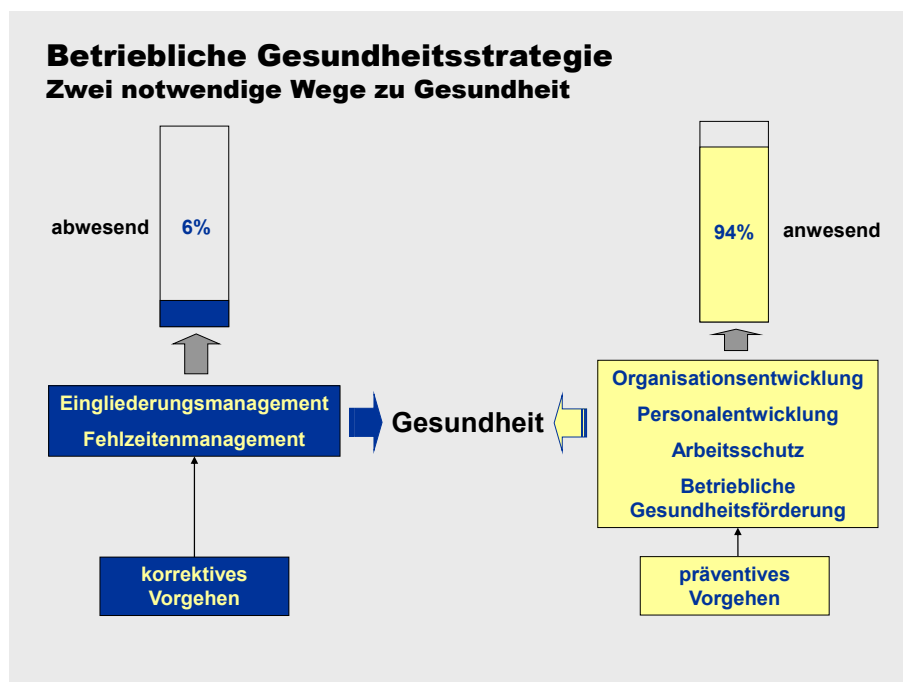 Betriebliche Gesundheitsstrategie
Zwei notwendige Wege zu Gesundheit
abwesend
6%
94%
anwesend
Eingliederungsmanagement
Fehlzeitenmanagement
Gesundheit
Organisationsentwicklung
Personalentwicklung
Arbeitsschutz
Betriebliche
Gesundheitsförderung
korrektives
Vorgehen
präventives
Vorgehen